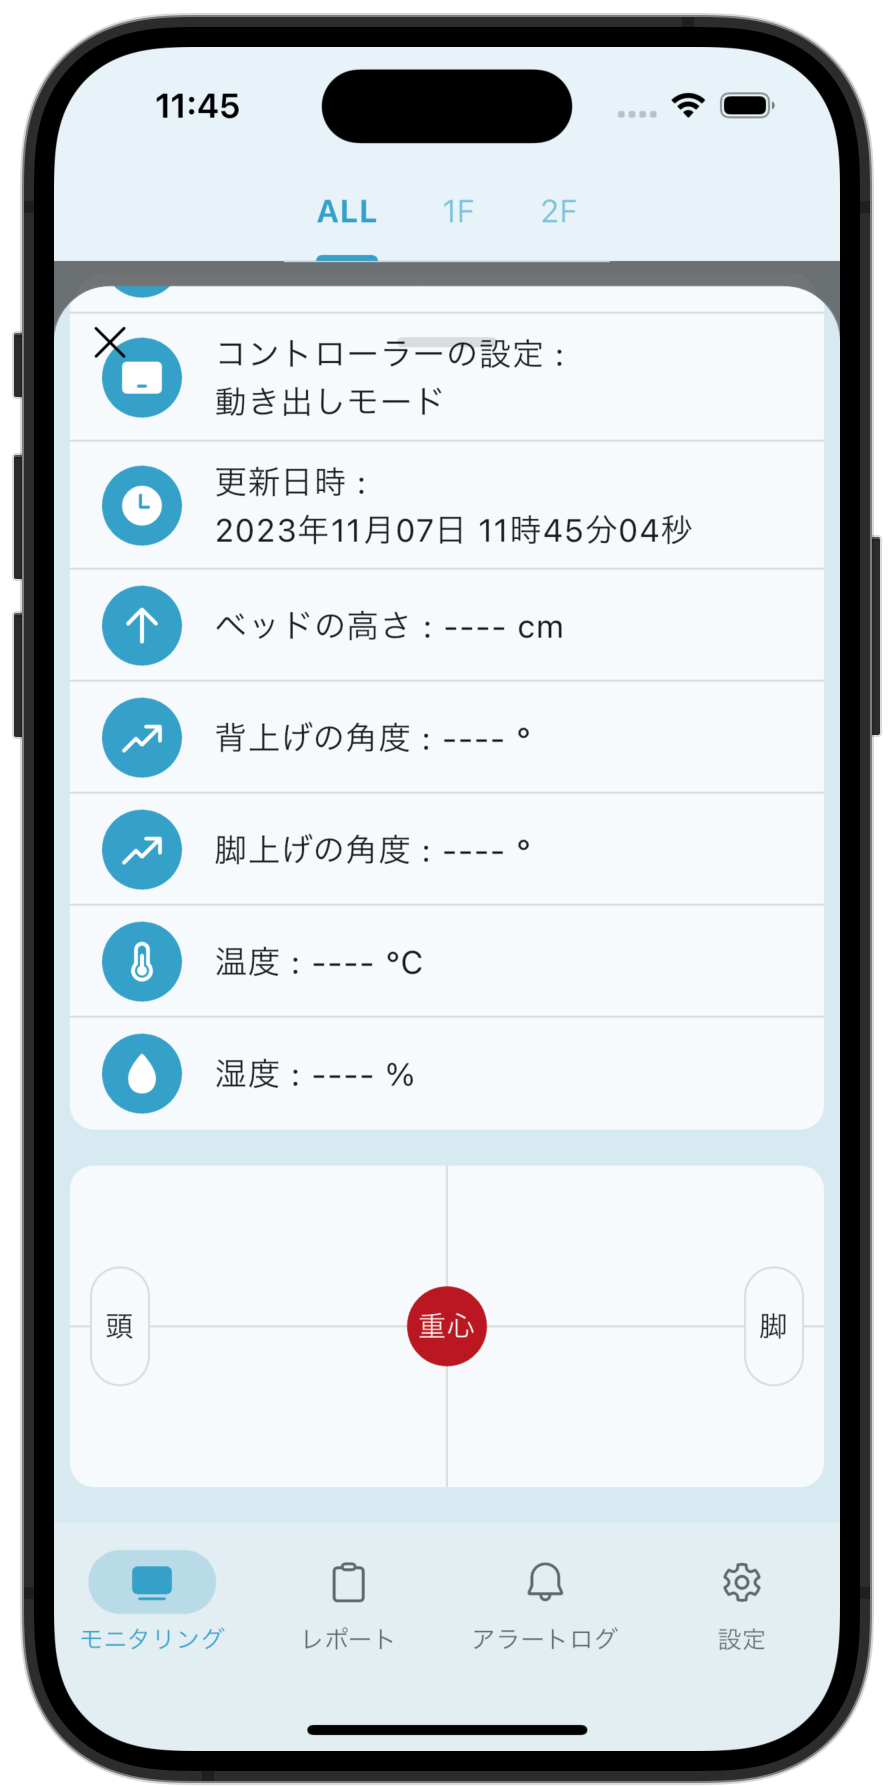 11:45
ALL 1F 2F
コントローラーの設定 :
動き出しモード
更新日時 :
2023年11月07日 11時45分04秒
ベッドの高さ : ---- cm
背上げの角度 : ---- °
脚上げの角度 : ---- °
温度 : ---- °C
湿度 : ---- %
頭 重心 脚
モニタリング レポート アラートログ 設定